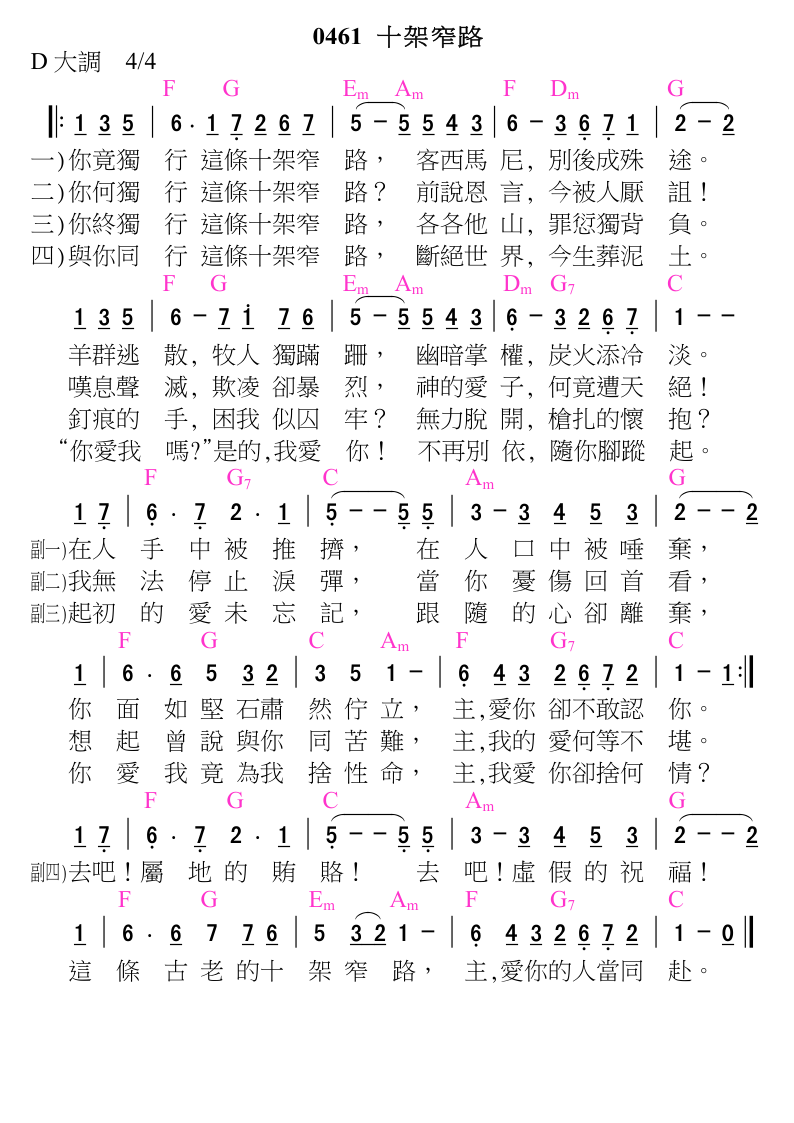 0461 十架窄路
D 大調 4/4
F G Em Am F Dm G
‖: 1 3 5 | 6 . 1 7 2 6 7 | 5 - 5 5 4 3 | 6 - 3 6 7 1 | 2 - 2
一)你竟獨 行 這條十架窄 路， 客西馬 尼, 別後成殊 途。
二)你何獨 行 這條十架窄 路？ 前說恩 言, 今被人厭 詛！
三)你終獨 行 這條十架窄 路， 各各他 山, 罪愆獨背 負。
四)與你同 行 這條十架窄 路， 斷絕世 界, 今生葬泥 土。
F G Em Am Dm G7 C
1 3 5 | 6 - 7 i 7 6 | 5 - 5 5 4 3 | 6 - 3 2 6 7 | 1 - -
羊群逃 散, 牧人 獨蹣 跚， 幽暗掌 權, 炭火添冷 淡。
嘆息聲 滅, 欺凌 卻暴 烈， 神的愛 子, 何竟遭天 絕！
釘痕的 手, 困我 似囚 牢？ 無力脫 開, 槍扎的懷 抱？
“你愛我 嗎?”是的,我愛 你！ 不再別 依, 隨你腳蹤 起。
F G7 C Am G
1 7 | 6 . 7 2 . 1 | 5 - - 5 5 | 3 - 3 4 5 3 | 2 - - 2
副一)在人 手 中 被 推 擠， 在 人 口 中 被 唾 棄，
副二)我無 法 停 止 淚 彈， 當 你 憂 傷 回 首 看，
副三)起初 的 愛 未 忘 記， 跟 隨 的 心 卻 離 棄，
F G C Am F G7 C
1 | 6 . 6 5 3 2 | 3 5 1 - | 6 4 3 2 6 7 2 | 1 - 1 :‖
你 面 如 堅 石肅 然 佇 立， 主,愛你 卻不敢認 你。
想 起 曾 說 與你 同 苦 難， 主,我的 愛何等不 堪。
你 愛 我 竟 為我 捨 性 命， 主,我愛 你卻捨何 情？
F G C Am G
1 7 | 6 . 7 2 . 1 | 5 - - 5 5 | 3 - 3 4 5 3 | 2 - - 2
副四)去吧！屬 地 的 賄 賂！ 去 吧！虛 假 的 祝 福！
F G Em Am F G7 C
1 | 6 . 6 7 7 6 | 5 3 2 1 - | 6 4 3 2 6 7 2 | 1 - 0 ‖
這 條 古 老 的十 架 窄 路， 主,愛你的人當同 赴。